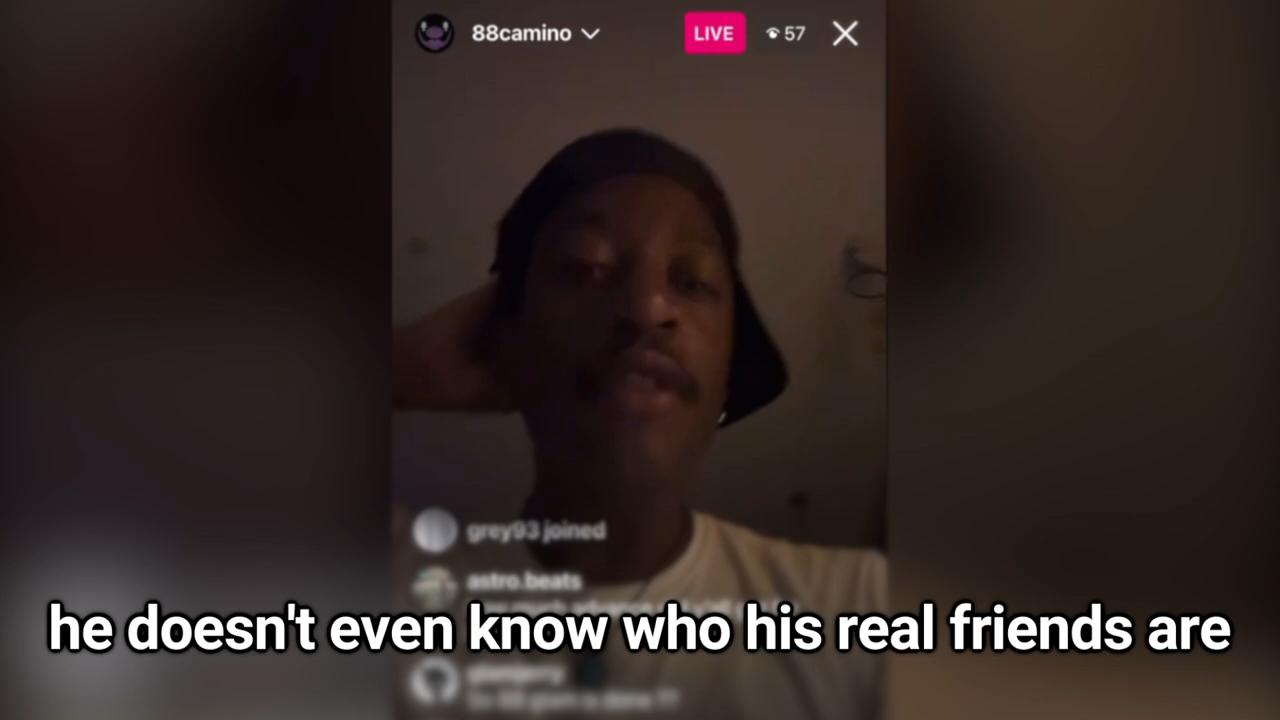 88camino
LIVE
57
grey93 joined
astro.beats
he doesn't even know who his real friends are